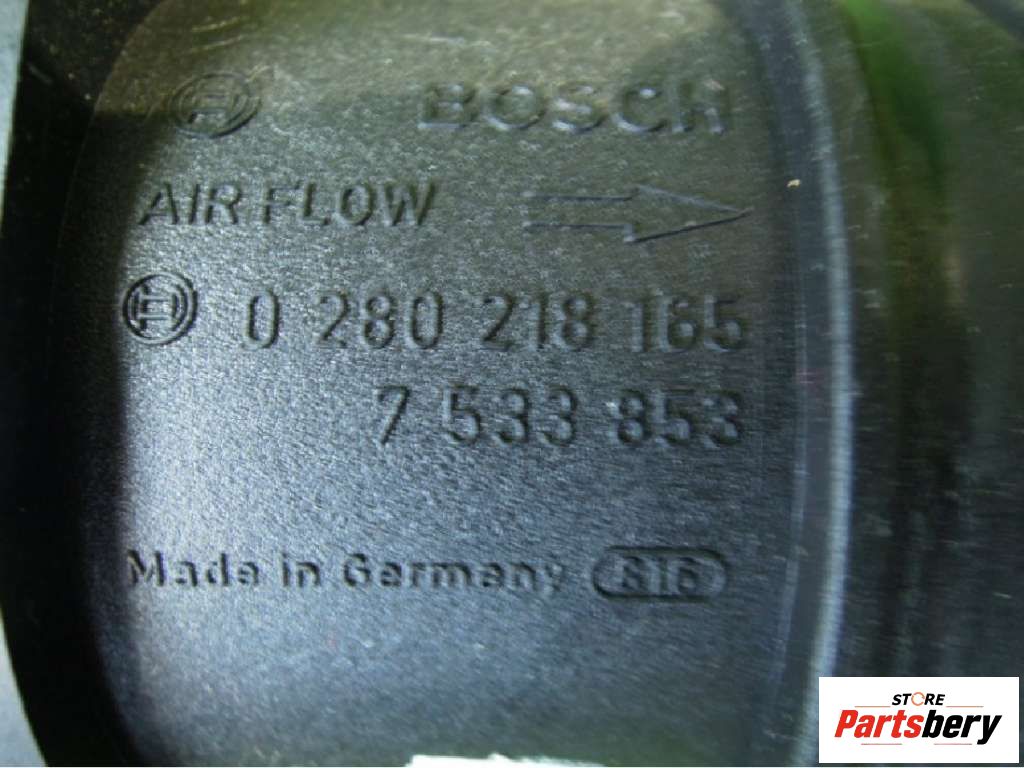 BOSCH
AIR FLOW
0 280 218 165
7 533 853
Made in Germany 816
STORE
Partsbery